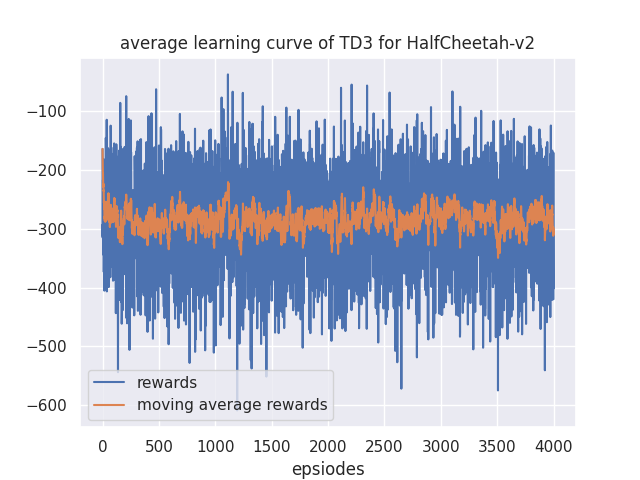 average learning curve of TD3 for HalfCheetah-v2
−100
−200
−300
−400
−500
−600
rewards
moving average rewards
0 500 1000 1500 2000 2500 3000 3500 4000
epsiodes